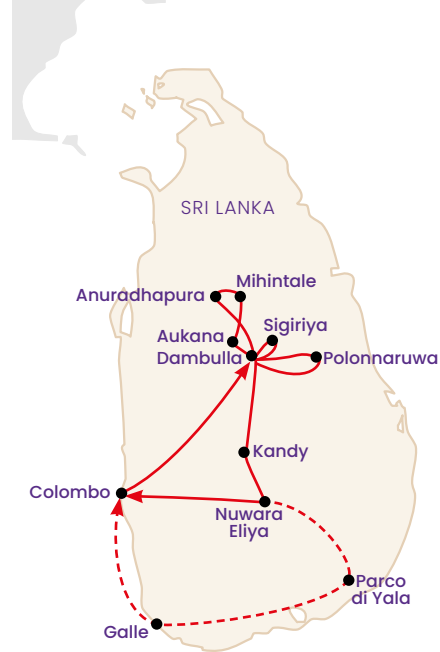 SRI LANKA
Mihintale
Anuradhapura
Sigiriya
Aukana
Dambulla
Polonnaruwa
Kandy
Colombo
Nuwara
Eliya
Parco
di Yala
Galle